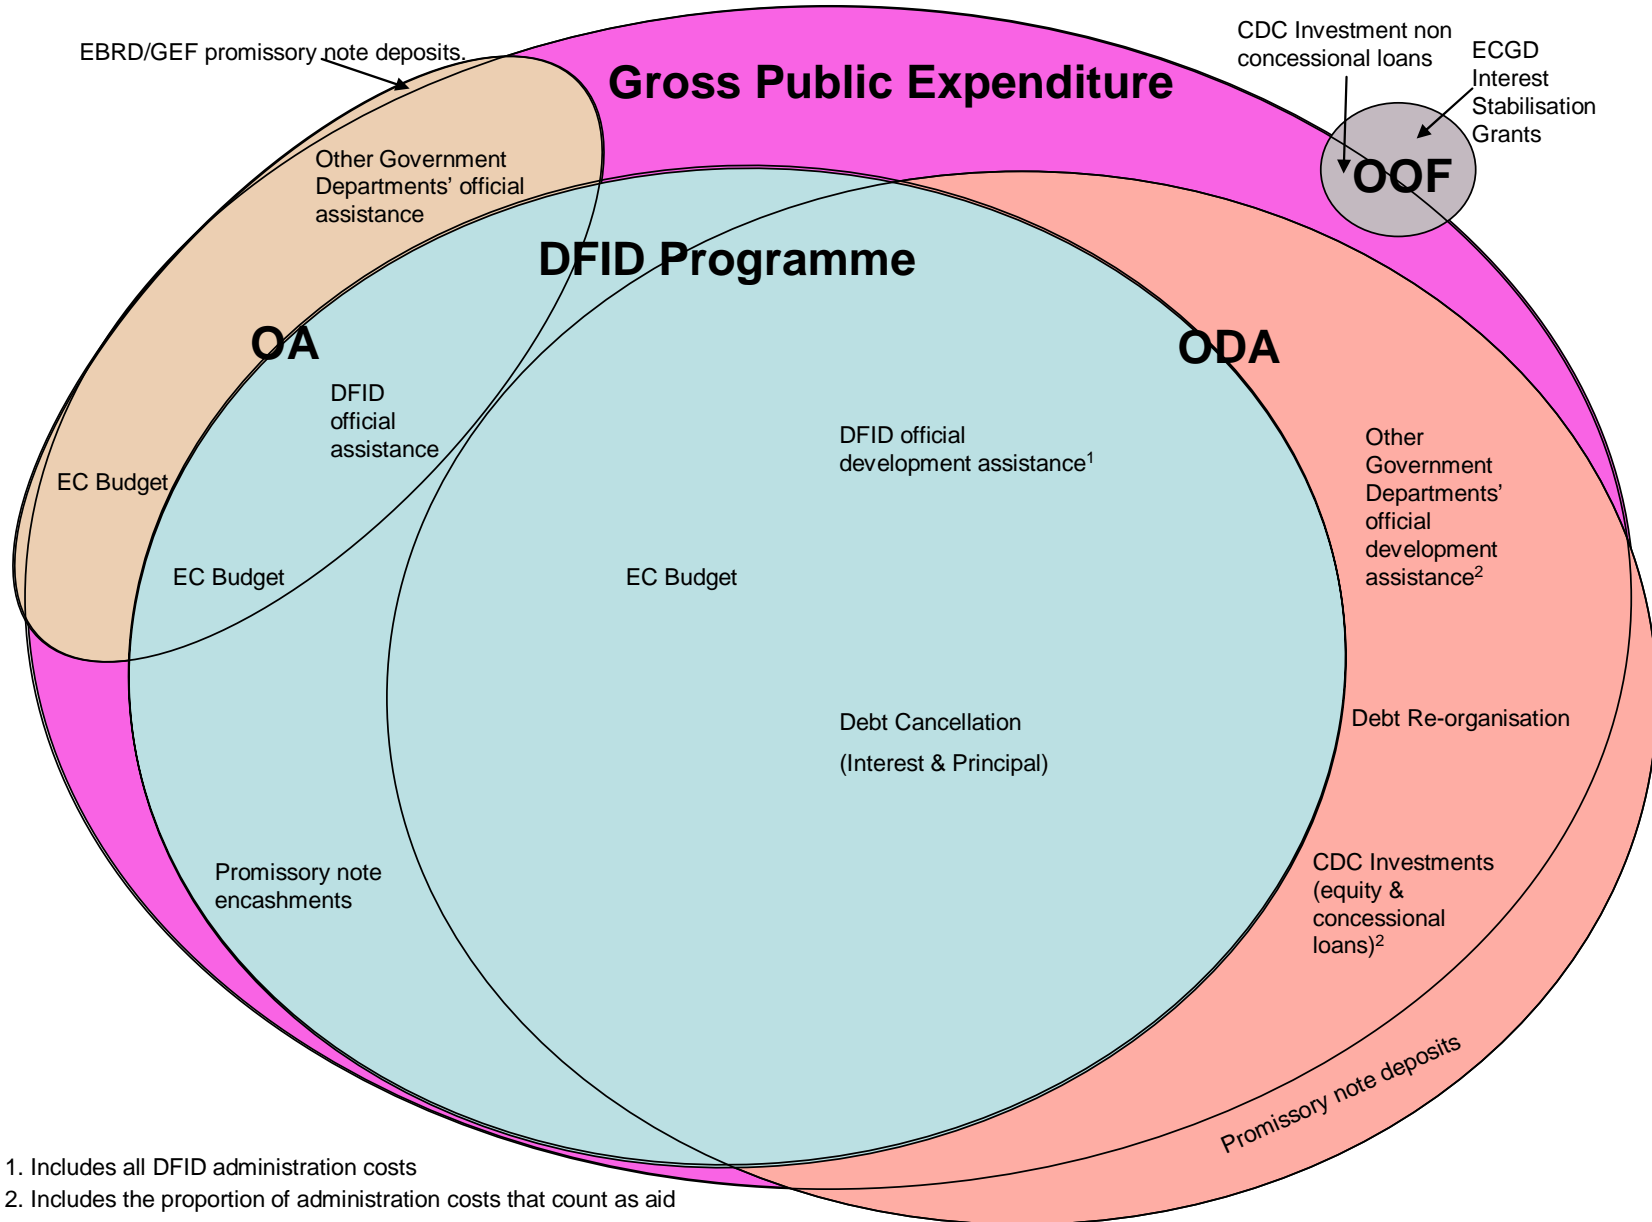 EBRD/GEF promissory note deposits.
Gross Public Expenditure
CDC Investment non
concessional loans
ECGD
Interest
Stabilisation
Grants
OOF
Other Government
Departments’ official
assistance
DFID Programme
OA
ODA
DFID
official
assistance
DFID official
development assistance1
Other
Government
Departments’
official
development
assistance2
EC Budget
EC Budget
EC Budget
Debt Cancellation
(Interest & Principal)
Debt Re-organisation
Promissory note
encashments
CDC Investments
(equity &
concessional
loans)2
Promissory note deposits
1. Includes all DFID administration costs
2. Includes the proportion of administration costs that count as aid